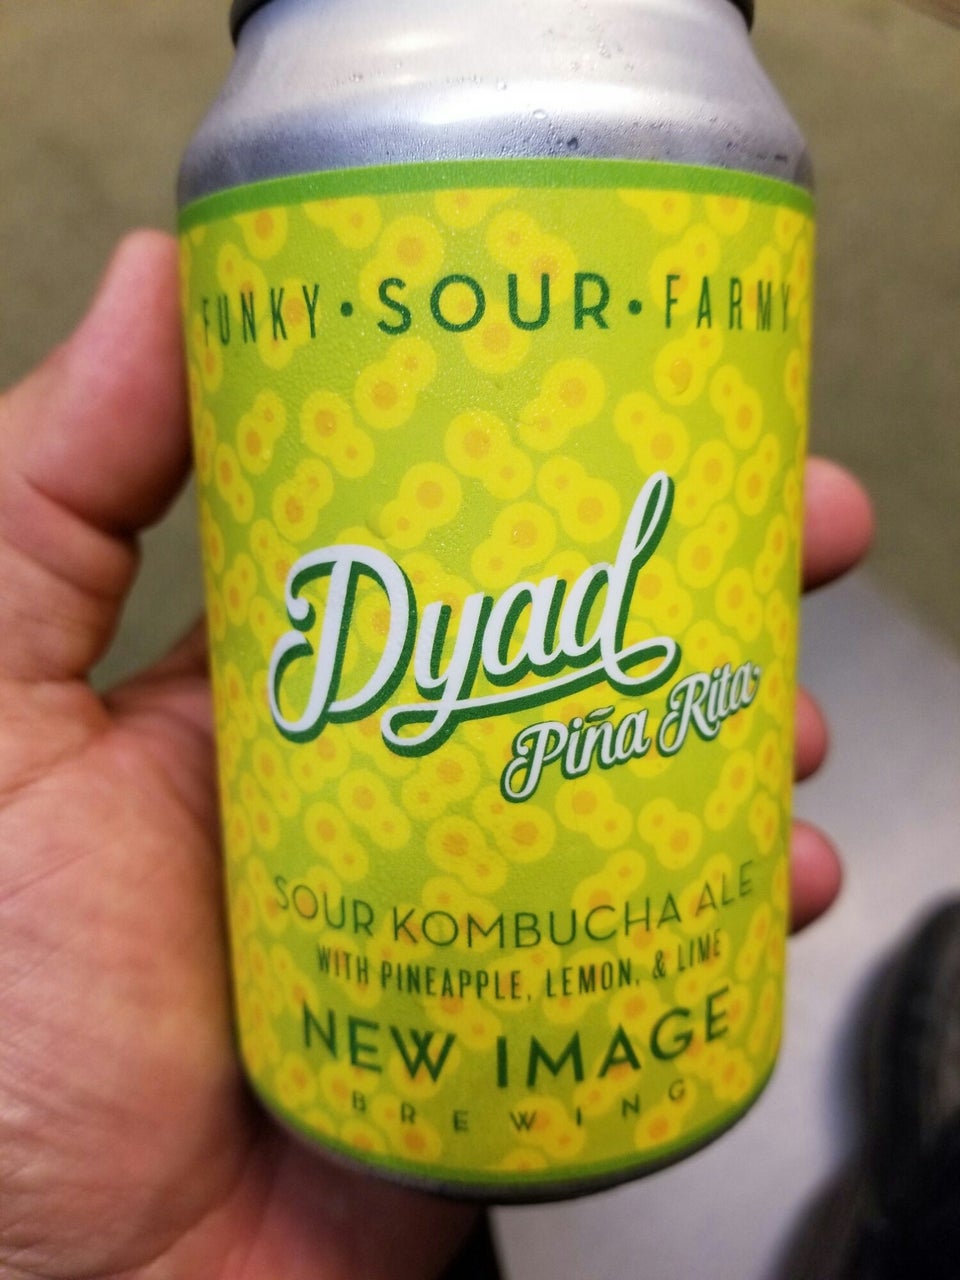 FUNKY • SOUR • FARMY
Dyad
Piña Rita
SOUR KOMBUCHA ALE
WITH PINEAPPLE, LEMON, & LIME
NEW IMAGE
BREWING